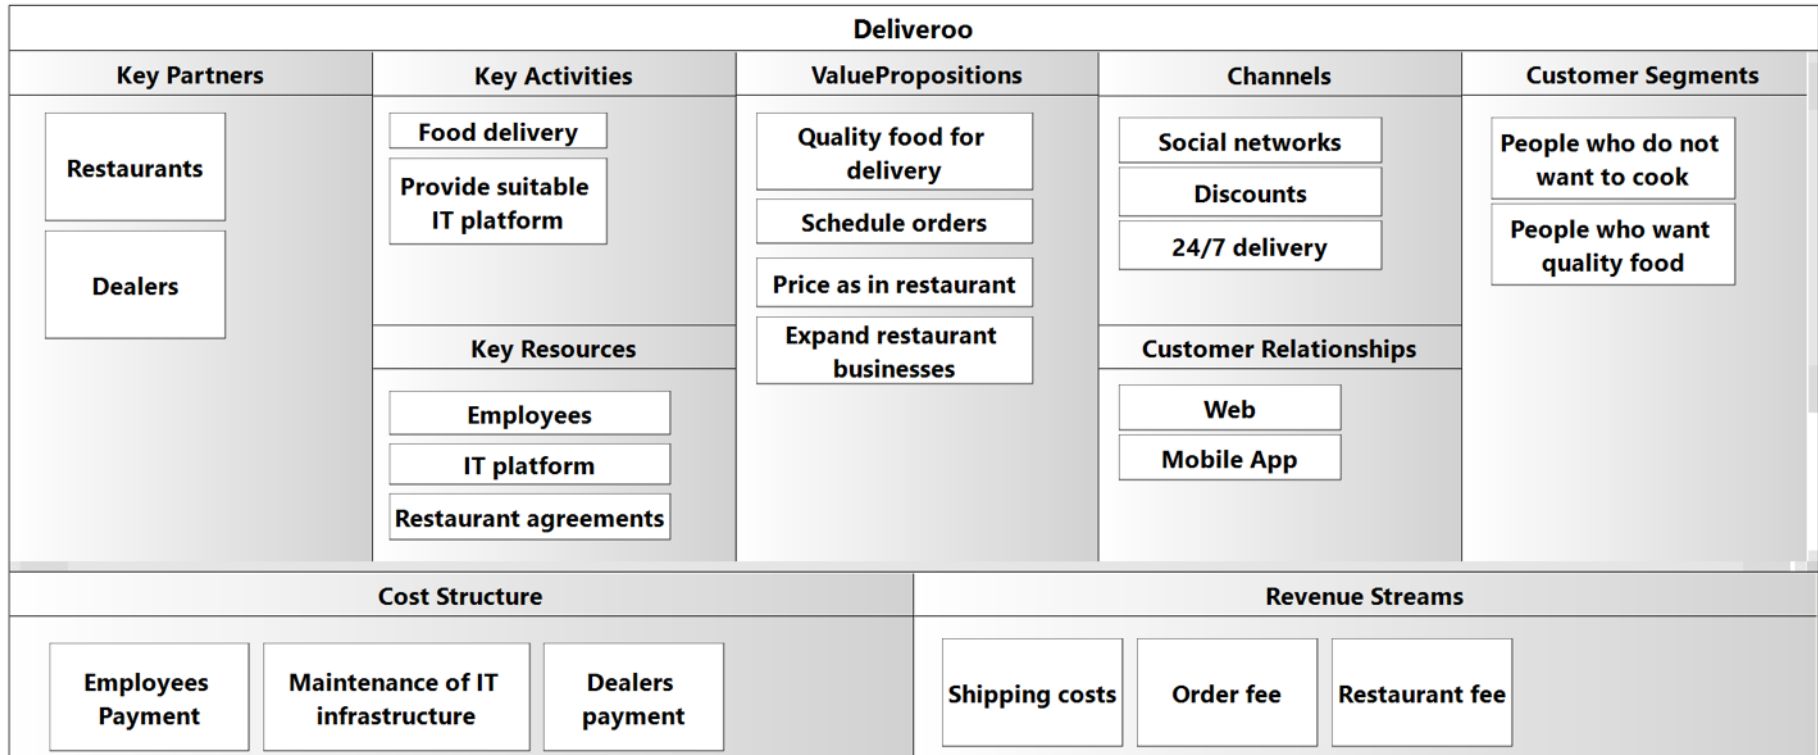 Deliveroo
Key Partners
Restaurants
Dealers
Key Activities
Food delivery
Provide suitable
IT platform
Key Resources
Employees
IT platform
Restaurant agreements
ValuePropositions
Quality food for
delivery
Schedule orders
Price as in restaurant
Expand restaurant
businesses
Channels
Social networks
Discounts
24/7 delivery
Customer Relationships
Web
Mobile App
Customer Segments
People who do not
want to cook
People who want
quality food
Cost Structure
Employees
Payment
Maintenance of IT
infrastructure
Dealers
payment
Revenue Streams
Shipping costs
Order fee
Restaurant fee